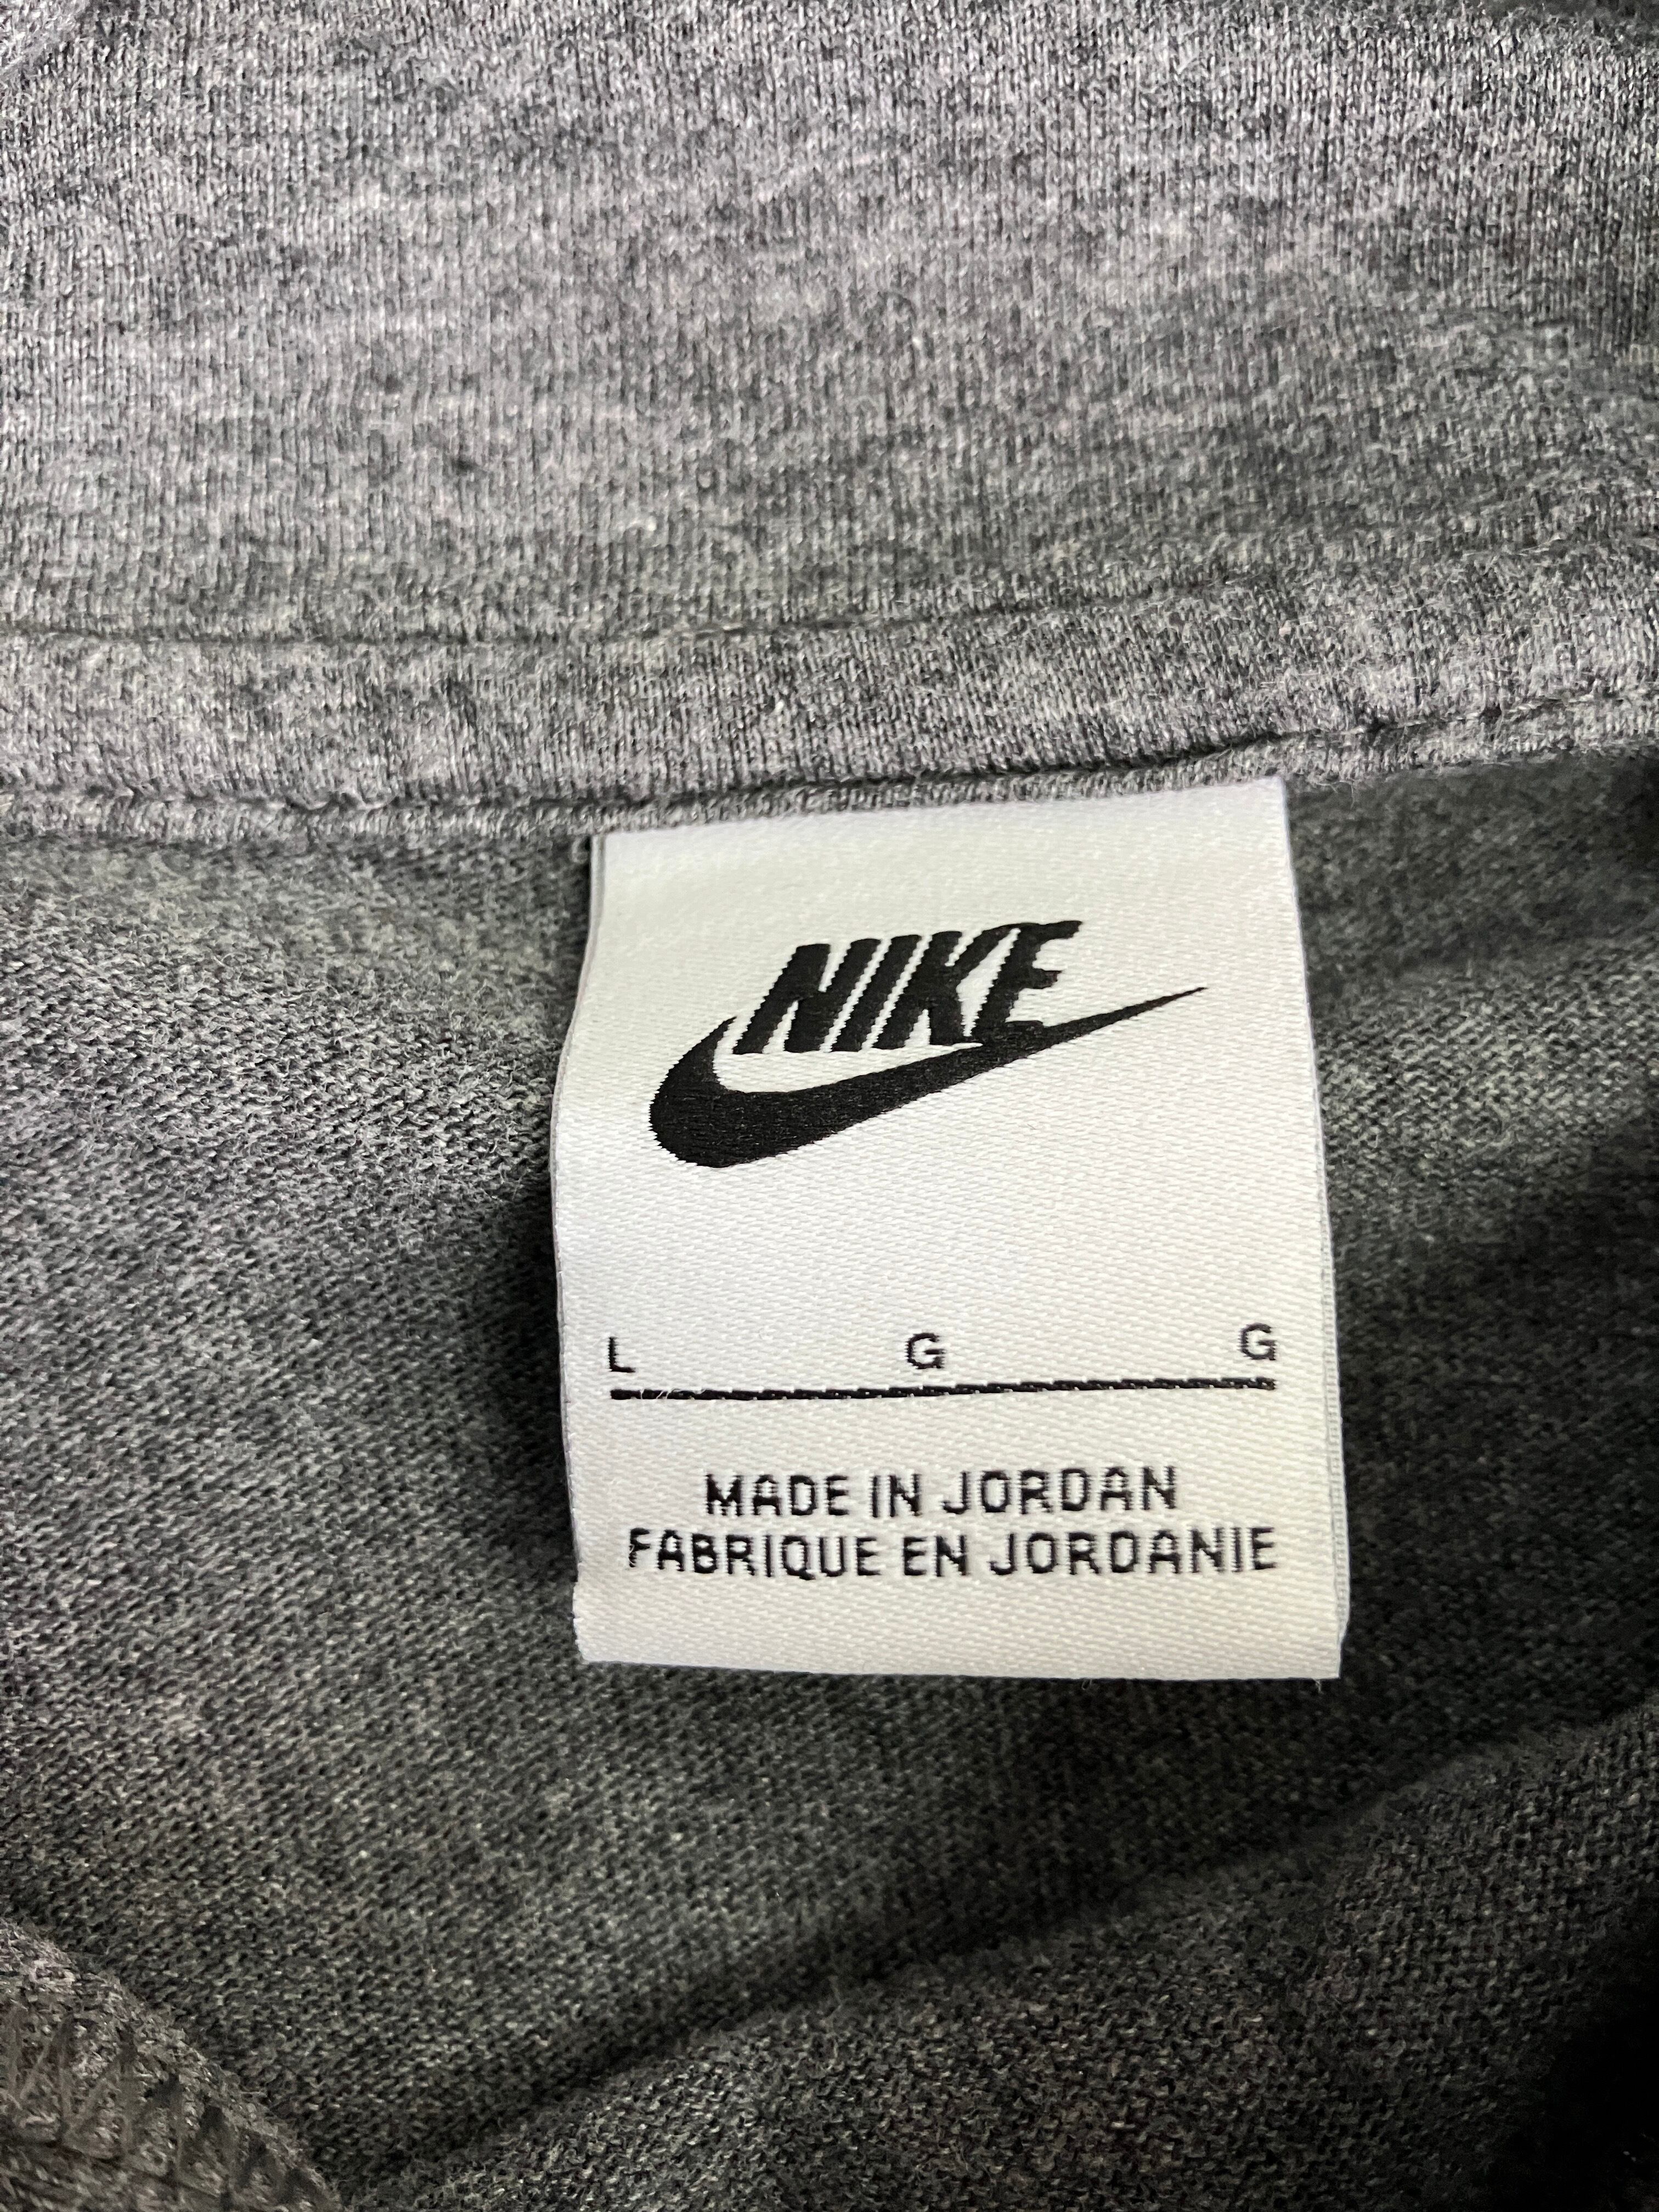 NIKE
L G G
MADE IN JORDAN
FABRIQUE EN JORDANIE